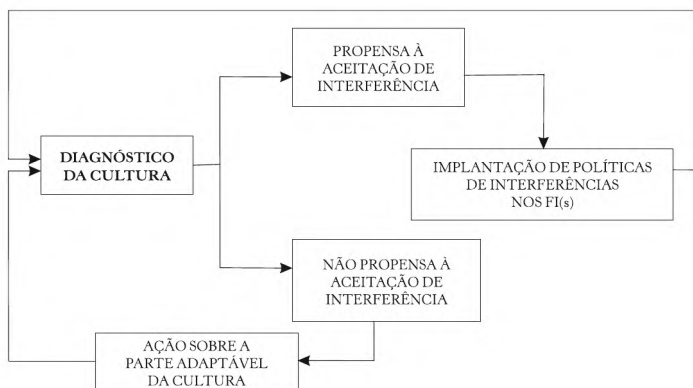 PROPENSA À
ACEITAÇÃO DE
INTERFERÊNCIA
DIAGNÓSTICO
DA CULTURA
IMPLANTAÇÃO DE POLÍTICAS
DE INTERFERÊNCIAS
NOS FI(s)
NÃO PROPENSA À
ACEITAÇÃO DE
INTERFERÊNCIA
AÇÃO SOBRE A
PARTE ADAPTÁVEL
DA CULTURA